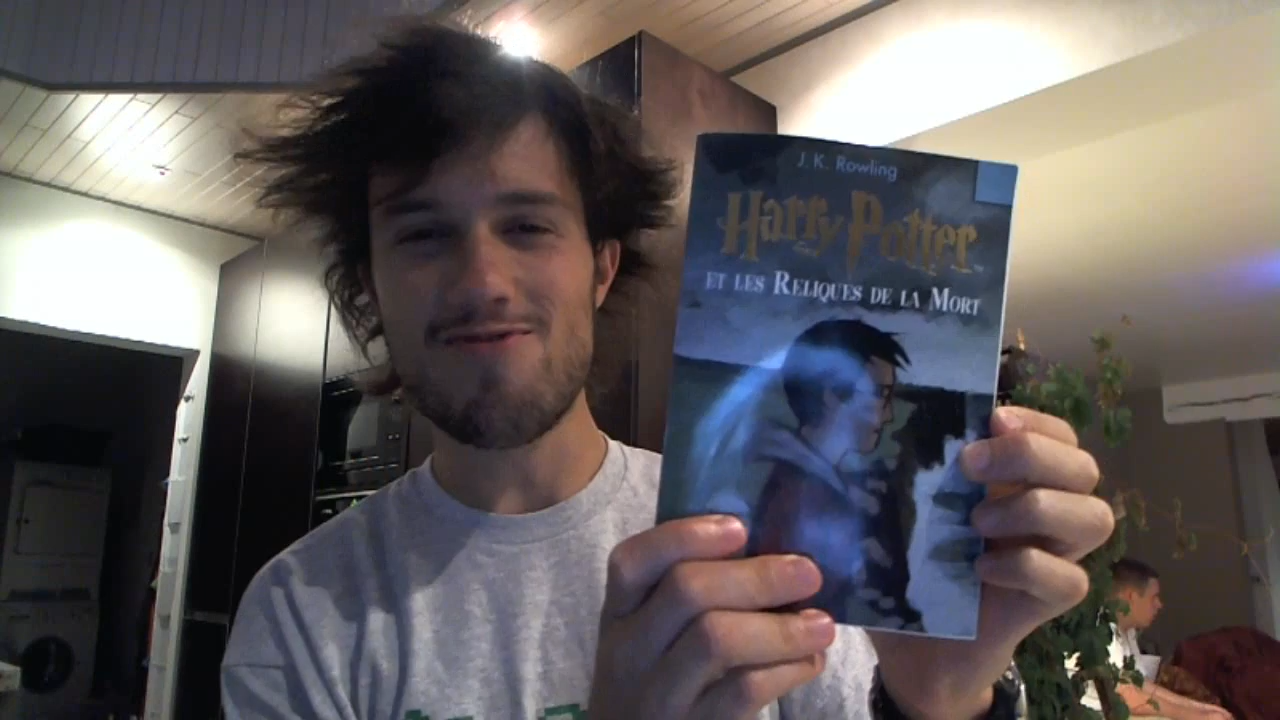 J. K. Rowling
Harry Potter
ET LES RELIQUES DE LA MORT